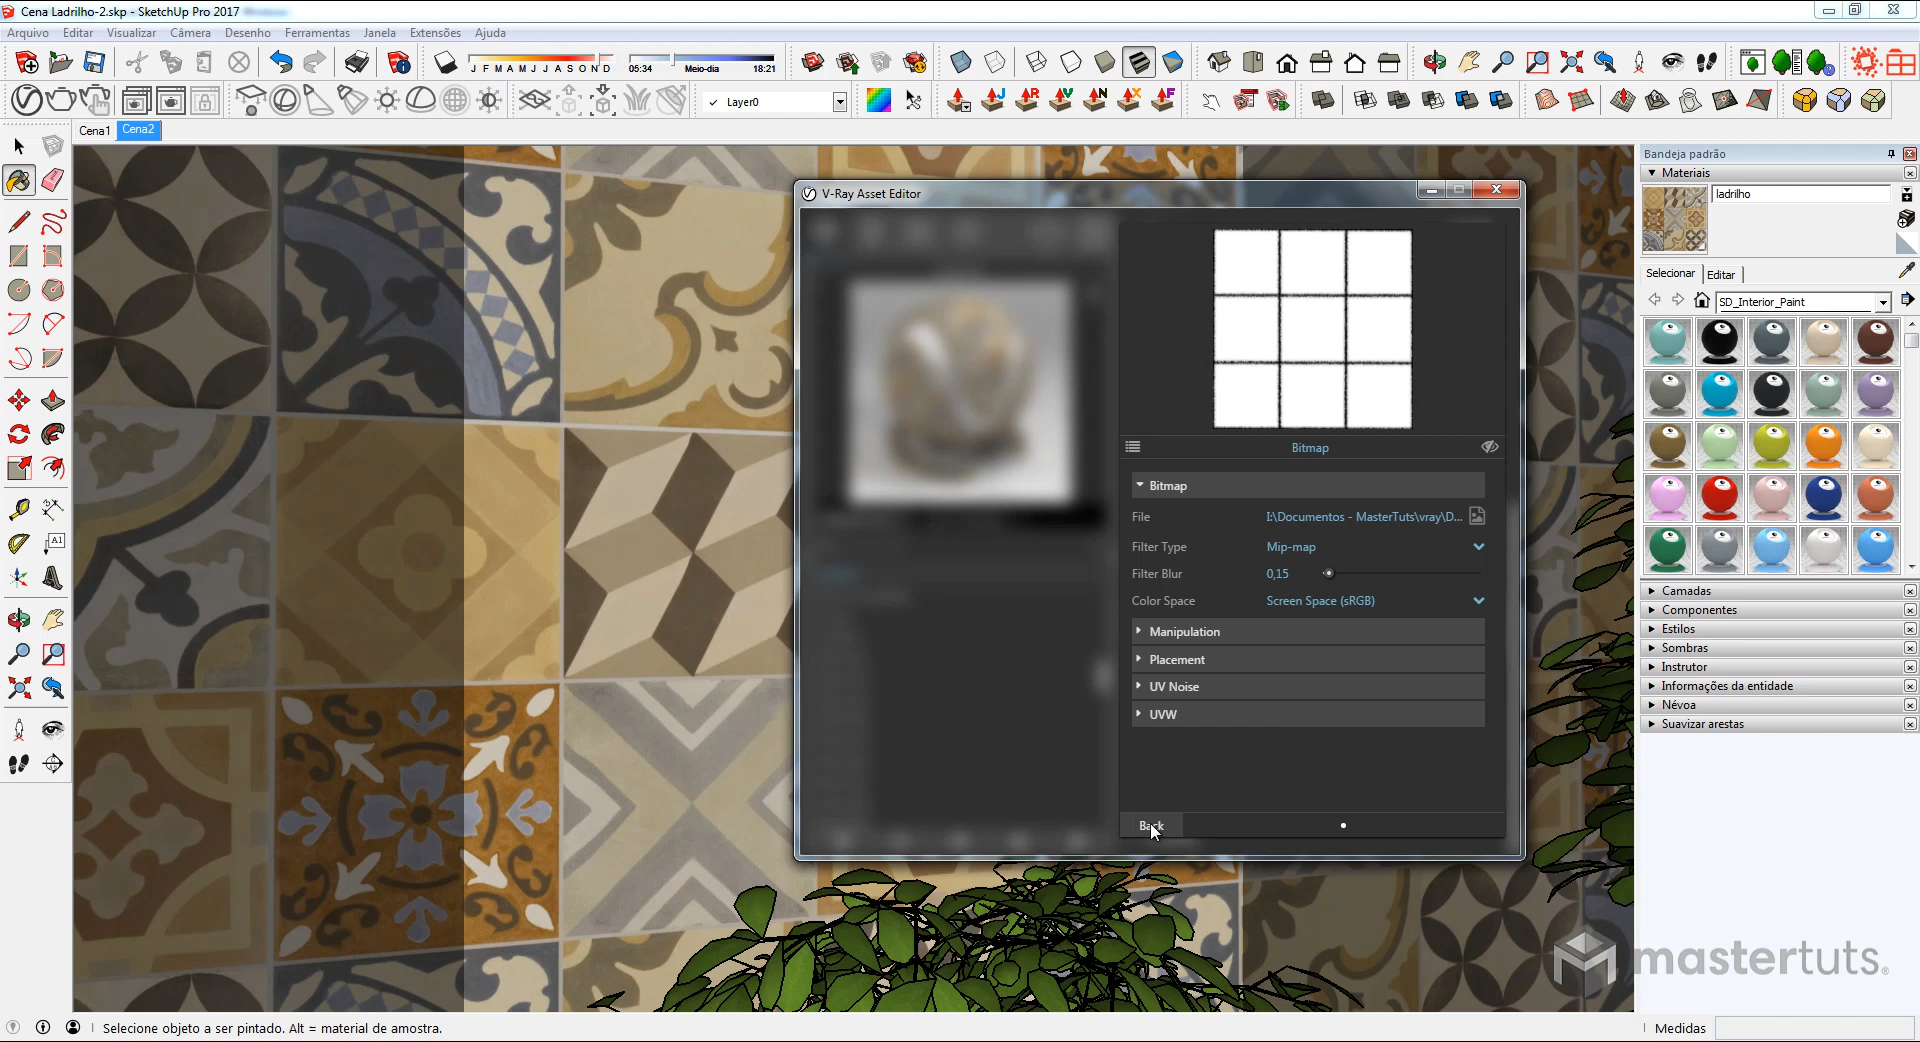 Cena Ladrilho-2.skp - SketchUp Pro 2017
Arquivo Editar Visualizar Câmera Desenho Ferramentas Janela Extensões Ajuda
J F M A M J J A S O N D
05:34 Meio-dia 18:21
Layer0
J R V N X F
Cena1 Cena2
A1
V-Ray Asset Editor
Bitmap
Bitmap
File I:\Documentos - MasterTuts\vray\D...
Filter Type Mip-map
Filter Blur 0,15
Color Space Screen Space (sRGB)
Manipulation
Placement
UV Noise
UVW
Back
Bandeja padrão
Materiais
ladrilho
Selecionar Editar
SD_Interior_Paint
Camadas
Componentes
Estilos
Sombras
Instrutor
Informações da entidade
Névoa
Suavizar arestas
mastertuts.®
Selecione objeto a ser pintado. Alt = material de amostra.
Medidas